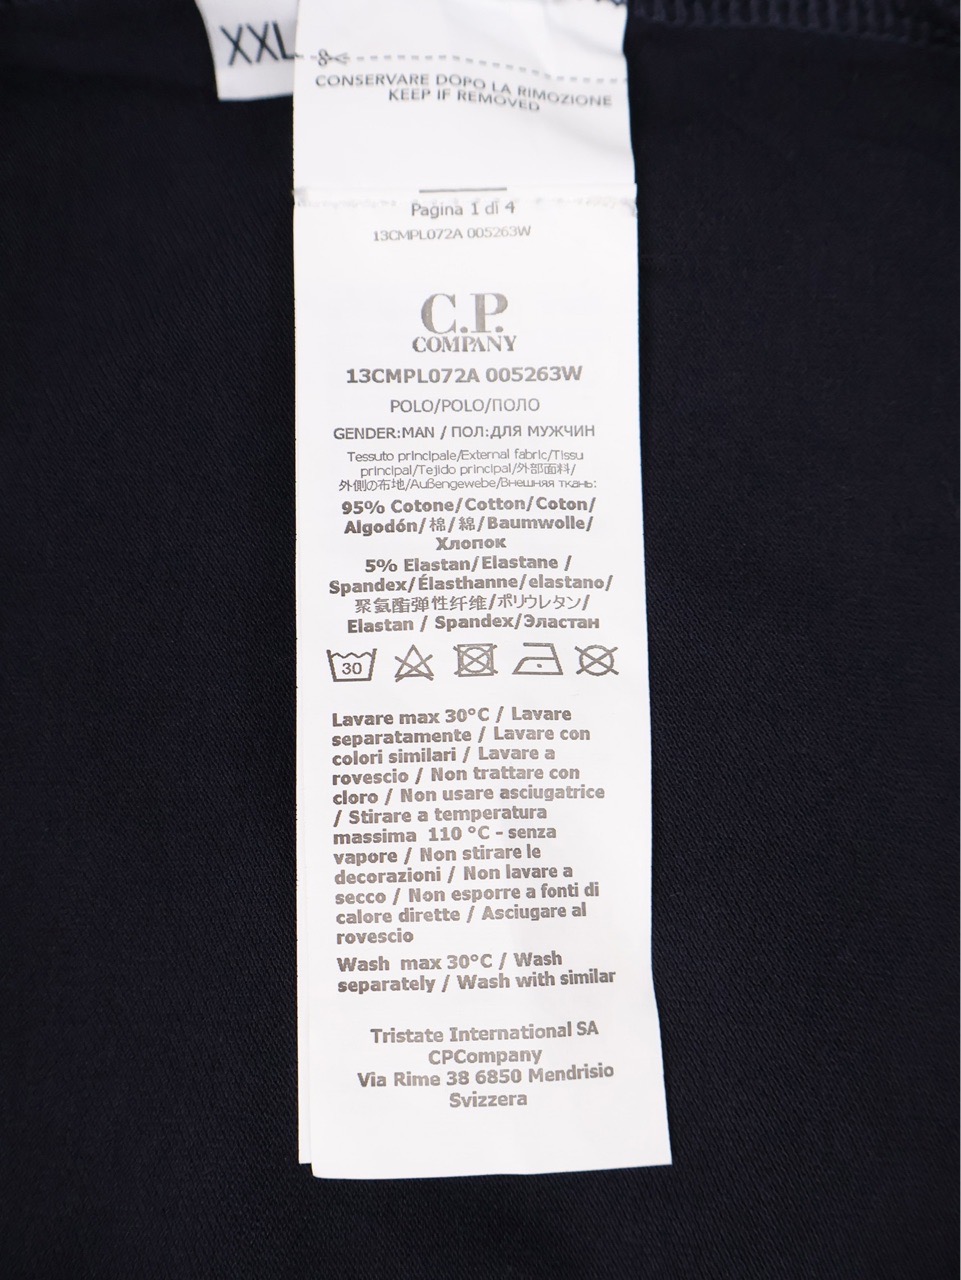 XXL
CONSERVARE DOPO LA RIMOZIONE
KEEP IF REMOVED
Pagina 1 di 4
13CMPL072A 005263W
C.P.
COMPANY
13CMPL072A 005263W
POLO/POLO/ПОЛО
GENDER:MAN / ПОЛ:ДЛЯ МУЖЧИН
Tessuto principale/External fabric/Tissu
principal/Tejido principal/外部面料/
外側の布地/Außengewebe/Внешняя ткань:
95% Cotone/Cotton/Coton/
Algodón/棉/綿/Baumwolle/
Хлопок
5% Elastan/Elastane /
Spandex/Élasthanne/elastano/
聚氨酯弹性纤维/ポリウレタン/
Elastan / Spandex/Эластан
30
Lavare max 30°C / Lavare
separatamente / Lavare con
colori similari / Lavare a
rovescio / Non trattare con
cloro / Non usare asciugatrice
/ Stirare a temperatura
massima 110 °C - senza
vapore / Non stirare le
decorazioni / Non lavare a
secco / Non esporre a fonti di
calore dirette / Asciugare al
rovescio
Wash max 30°C / Wash
separately / Wash with similar
Tristate International SA
CPCompany
Via Rime 38 6850 Mendrisio
Svizzera